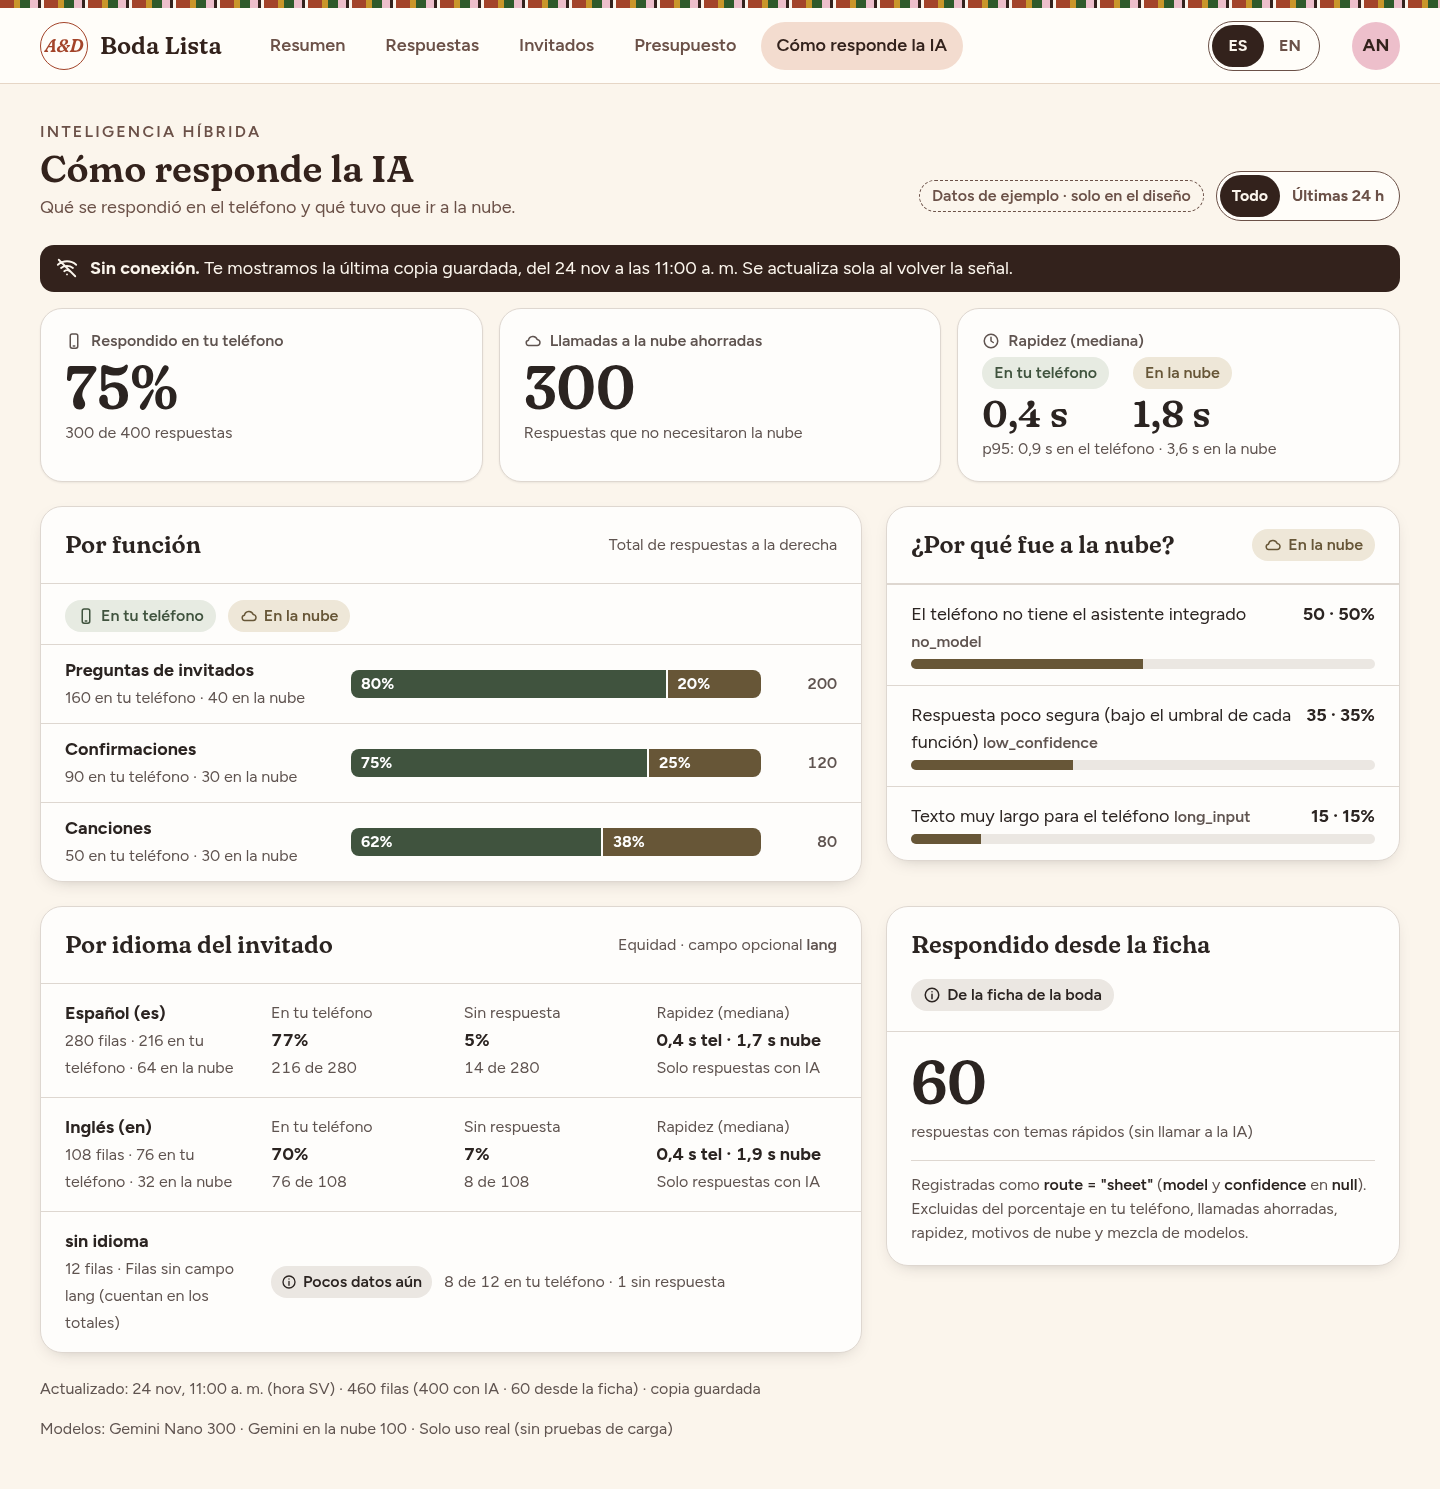 A&D Boda Lista Resumen Respuestas Invitados Presupuesto Cómo responde la IA ES EN AN
INTELIGENCIA HÍBRIDA
Cómo responde la IA
Qué se respondió en el teléfono y qué tuvo que ir a la nube.
Datos de ejemplo · solo en el diseño Todo Últimas 24 h
Sin conexión. Te mostramos la última copia guardada, del 24 nov a las 11:00 a. m. Se actualiza sola al volver la señal.
Respondido en tu teléfono
75%
300 de 400 respuestas
Llamadas a la nube ahorradas
300
Respuestas que no necesitaron la nube
Rapidez (mediana)
En tu teléfono En la nube
0,4 s 1,8 s
p95: 0,9 s en el teléfono · 3,6 s en la nube
Por función Total de respuestas a la derecha
En tu teléfono En la nube
Preguntas de invitados
160 en tu teléfono · 40 en la nube
80% 20% 200
Confirmaciones
90 en tu teléfono · 30 en la nube
75% 25% 120
Canciones
50 en tu teléfono · 30 en la nube
62% 38% 80
¿Por qué fue a la nube? En la nube
El teléfono no tiene el asistente integrado 50 · 50%
no_model
Respuesta poco segura (bajo el umbral de cada 35 · 35%
función) low_confidence
Texto muy largo para el teléfono long_input 15 · 15%
Por idioma del invitado Equidad · campo opcional lang
Español (es)
280 filas · 216 en tu
teléfono · 64 en la nube
En tu teléfono
77%
216 de 280
Sin respuesta
5%
14 de 280
Rapidez (mediana)
0,4 s tel · 1,7 s nube
Solo respuestas con IA
Inglés (en)
108 filas · 76 en tu
teléfono · 32 en la nube
En tu teléfono
70%
76 de 108
Sin respuesta
7%
8 de 108
Rapidez (mediana)
0,4 s tel · 1,9 s nube
Solo respuestas con IA
sin idioma
12 filas · Filas sin campo
lang (cuentan en los
totales)
Pocos datos aún 8 de 12 en tu teléfono · 1 sin respuesta
Respondido desde la ficha
De la ficha de la boda
60
respuestas con temas rápidos (sin llamar a la IA)
Registradas como route = "sheet" (model y confidence en null).
Excluidas del porcentaje en tu teléfono, llamadas ahorradas,
rapidez, motivos de nube y mezcla de modelos.
Actualizado: 24 nov, 11:00 a. m. (hora SV) · 460 filas (400 con IA · 60 desde la ficha) · copia guardada
Modelos: Gemini Nano 300 · Gemini en la nube 100 · Solo uso real (sin pruebas de carga)